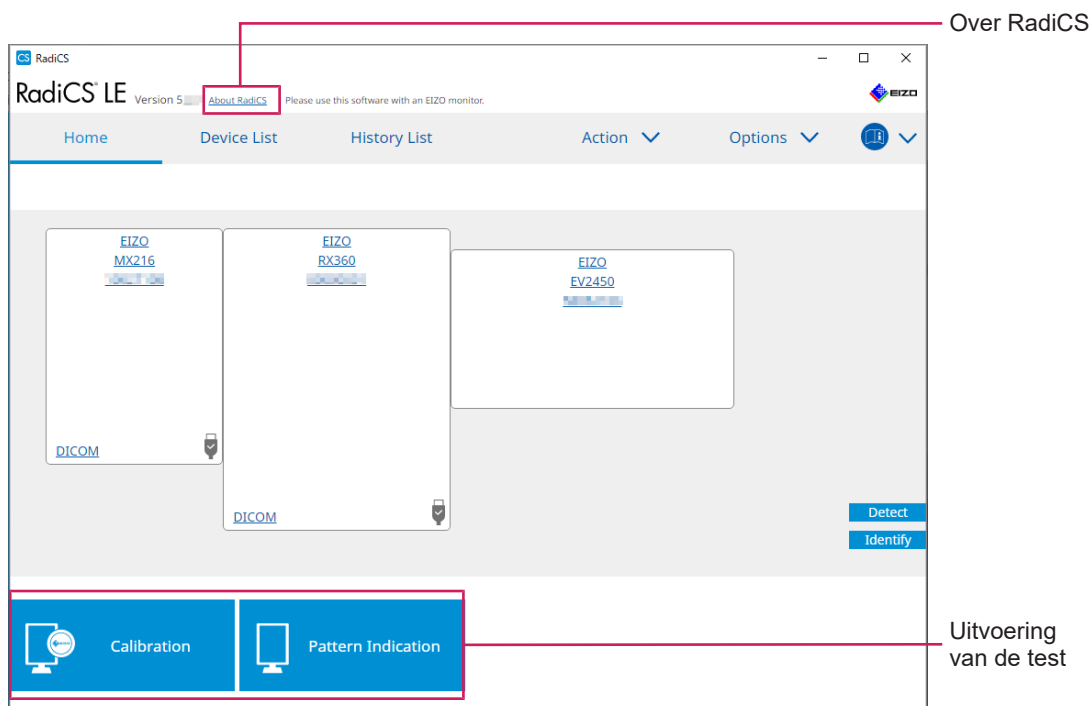 Over RadiCS
CS RadiCS
RadiCS® LE Version 5 About RadiCS Please use this software with an EIZO monitor.
EIZO
Home Device List History List Action Options
EIZO
MX216
DICOM
EIZO
RX360
DICOM
EIZO
EV2450
Detect
Identify
Calibration Pattern Indication
Uitvoering
van de test